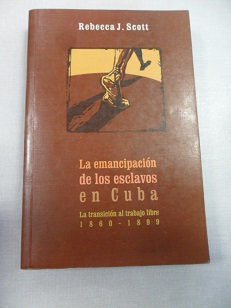 Rebecca J. Scott
La emancipación
de los esclavos
en Cuba
La transición al trabajo libre
1860-1899